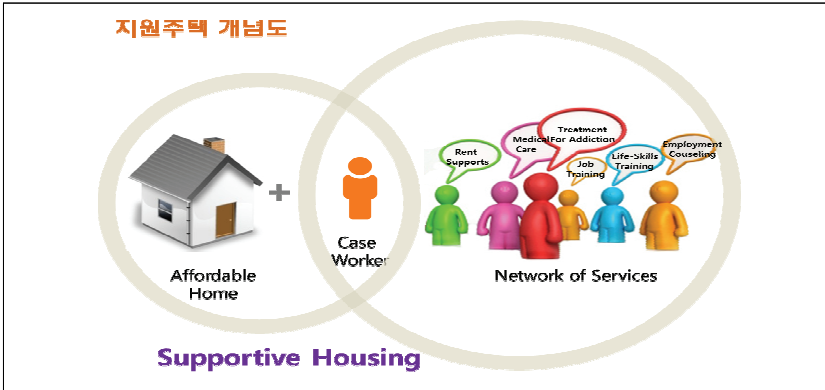 지원주택 개념도
Rent
Supports
Medical
Care
Treatment
For Addiction
Job
Training
Life-Skills
Training
Employment
Couseling
Case
Worker
Affordable
Home
Network of Services
Supportive Housing